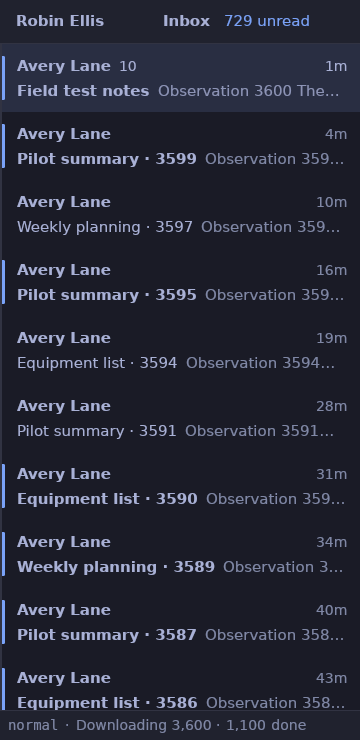 Robin Ellis Inbox 729 unread
Avery Lane 10 1m
Field test notes Observation 3600 The…
Avery Lane 4m
Pilot summary · 3599 Observation 359…
Avery Lane 10m
Weekly planning · 3597 Observation 359…
Avery Lane 16m
Pilot summary · 3595 Observation 359…
Avery Lane 19m
Equipment list · 3594 Observation 3594…
Avery Lane 28m
Pilot summary · 3591 Observation 3591…
Avery Lane 31m
Equipment list · 3590 Observation 359…
Avery Lane 34m
Weekly planning · 3589 Observation 3…
Avery Lane 40m
Pilot summary · 3587 Observation 358…
Avery Lane 43m
Equipment list · 3586 Observation 358…
normal · Downloading 3,600 · 1,100 done